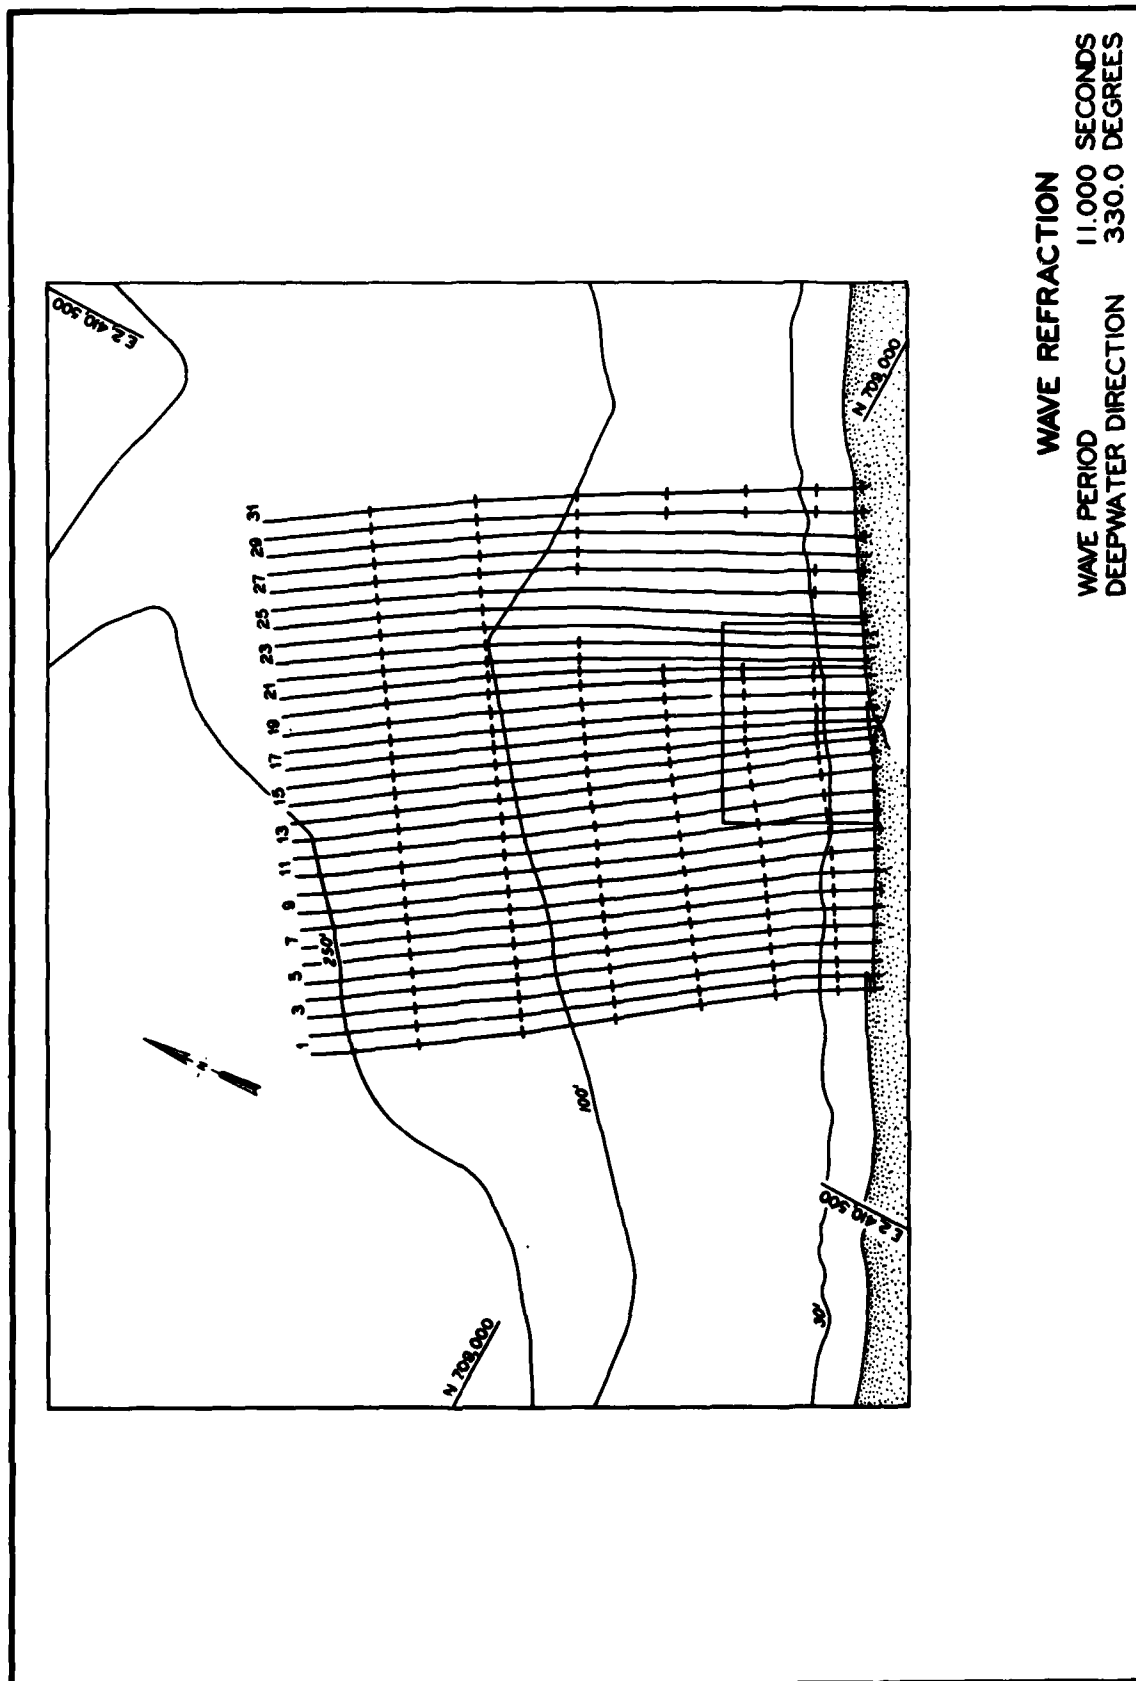 WAVE REFRACTION
WAVE PERIOD 11.000 SECONDS
DEEPWATER DIRECTION 330.0 DEGREES
E 2,410,500
N 709,000
31
29
27
25
23
21
19
17
15
13
11
9
7
5
3
1
250'
N
100'
30'
N 709,000
E 2,410,500